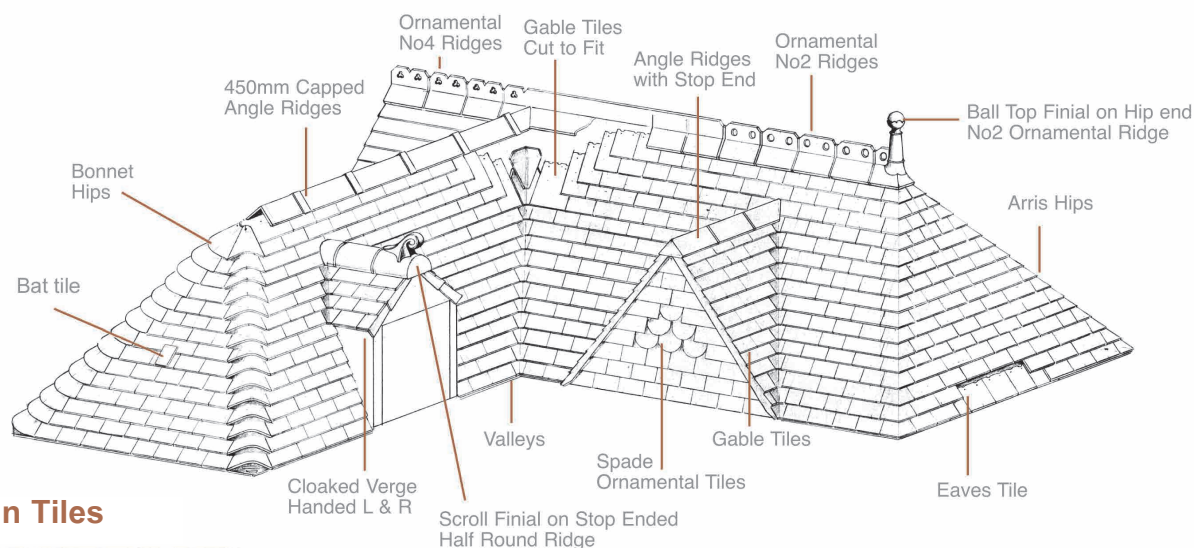 Ornamental
No4 Ridges
Gable Tiles
Cut to Fit
Ornamental
No2 Ridges
Angle Ridges
with Stop End
450mm Capped
Angle Ridges
Ball Top Finial on Hip end
No2 Ornamental Ridge
Bonnet
Hips
Arris Hips
Bat tile
Valleys
Gable Tiles
Spade
Ornamental Tiles
Eaves Tile
Cloaked Verge
Handed L & R
Scroll Finial on Stop Ended
Half Round Ridge
n Tiles